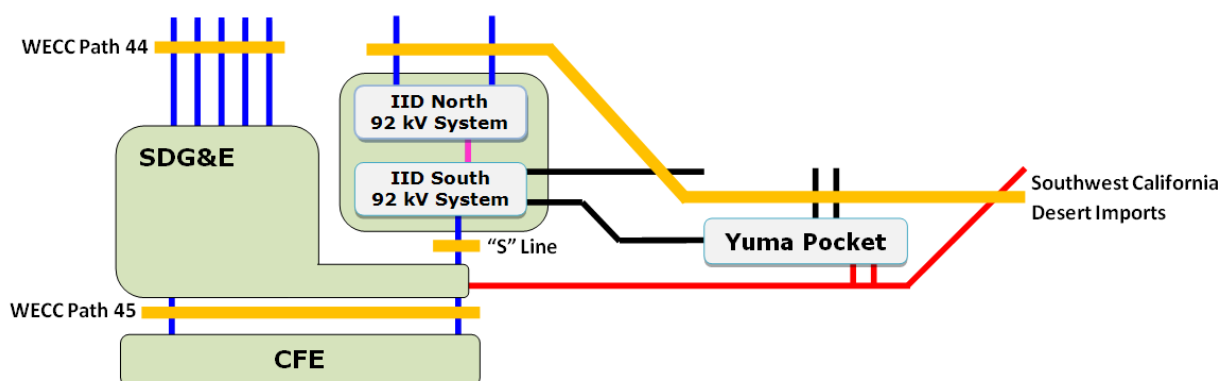 WECC Path 44
IID North
92 kV System
SDG&E
IID South
92 kV System
Southwest California
Desert Imports
"S" Line
Yuma Pocket
WECC Path 45
CFE